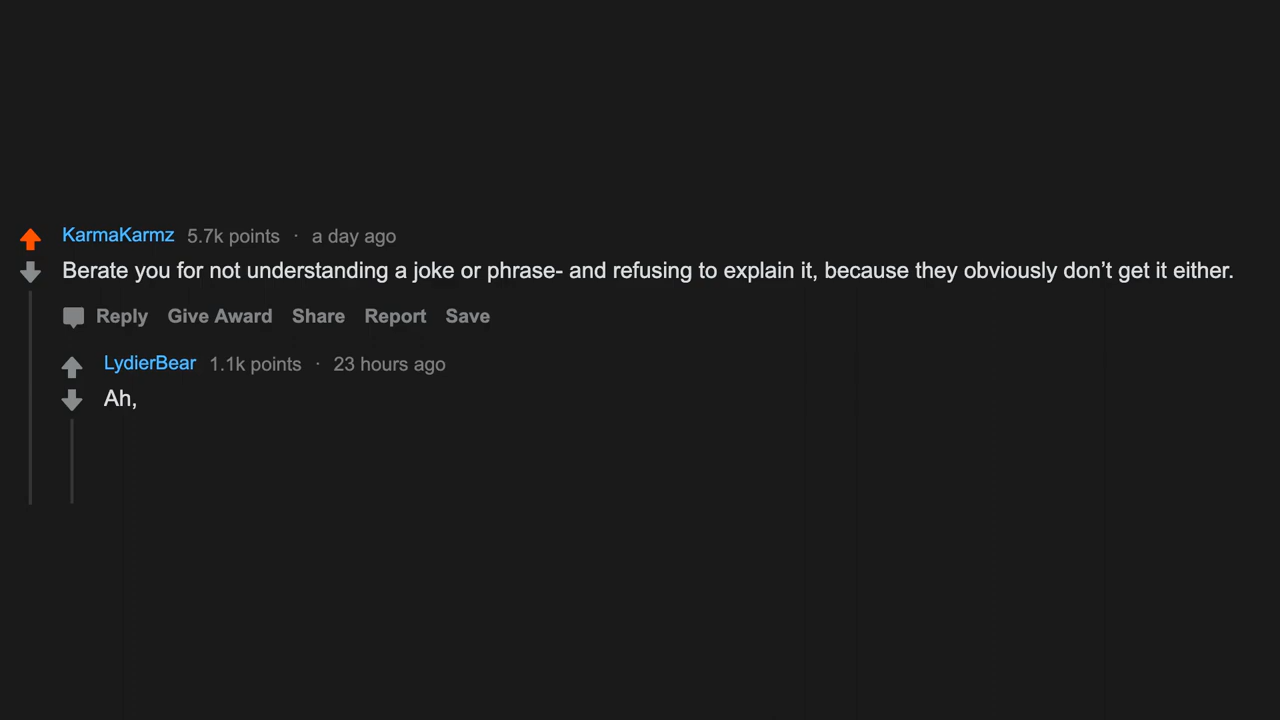 KarmaKarmz 5.7k points · a day ago
Berate you for not understanding a joke or phrase- and refusing to explain it, because they obviously don’t get it either.
Reply Give Award Share Report Save
LydierBear 1.1k points · 23 hours ago
Ah,